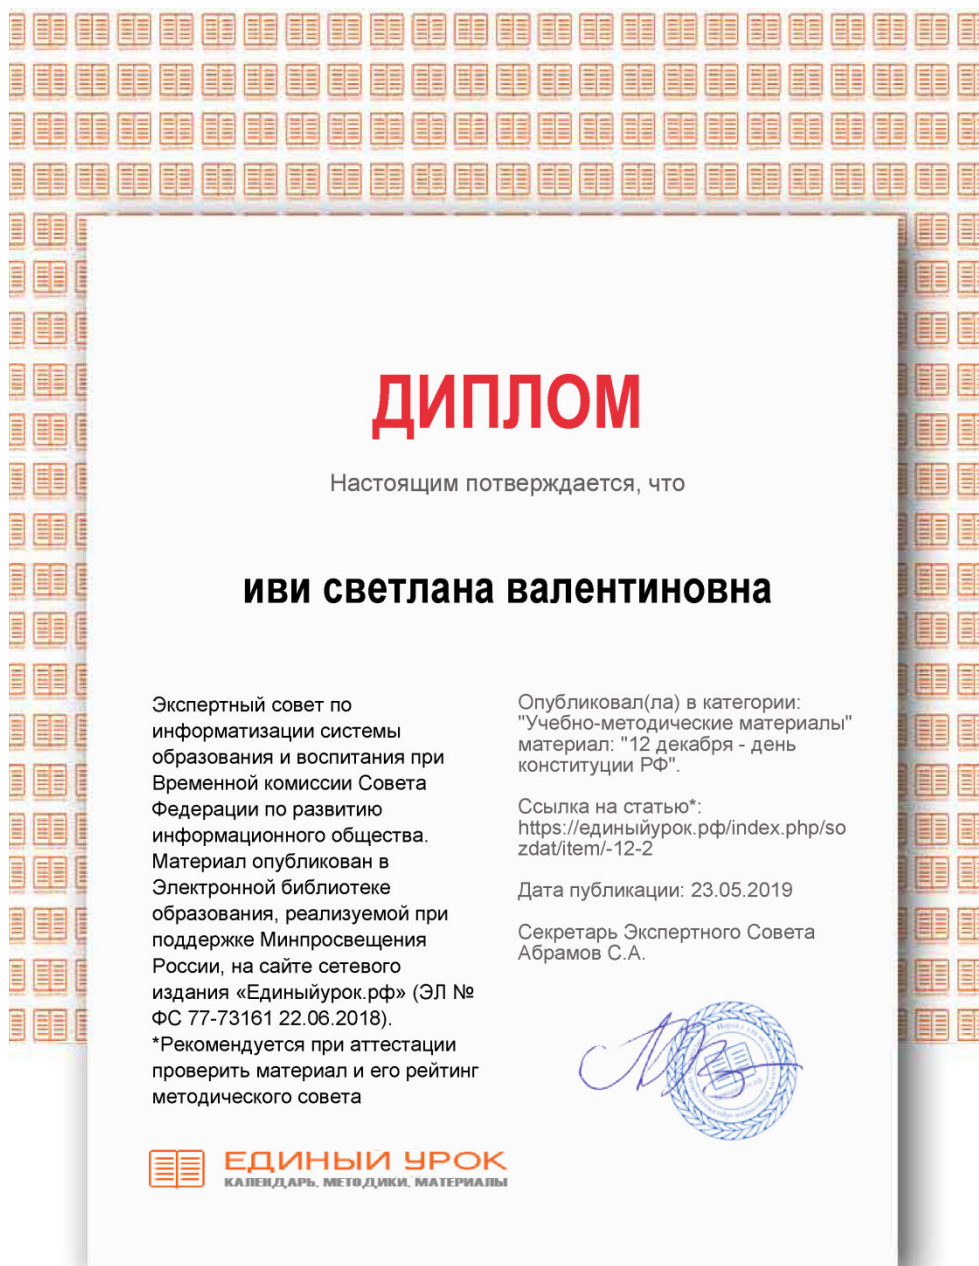 ДИПЛОМ
Настоящим потверждается, что
иви светлана валентиновна
Экспертный совет по
информатизации системы
образования и воспитания при
Временной комиссии Совета
Федерации по развитию
информационного общества.
Материал опубликован в
Электронной библиотеке
образования, реализуемой при
поддержке Минпросвещения
России, на сайте сетевого
издания «Единыйурок.рф» (ЭЛ №
ФС 77-73161 22.06.2018).
*Рекомендуется при аттестации
проверить материал и его рейтинг
методического совета
Опубликовал(ла) в категории:
"Учебно-методические материалы"
материал: "12 декабря - день
конституции РФ".
Ссылка на статью*:
https://единыйурок.рф/index.php/so
zdat/item/-12-2
Дата публикации: 23.05.2019
Секретарь Экспертного Совета
Абрамов С.А.
ЕДИНЫЙ УРОК
КАЛЕНДАРЬ, МЕТОДИКИ, МАТЕРИАЛЫ